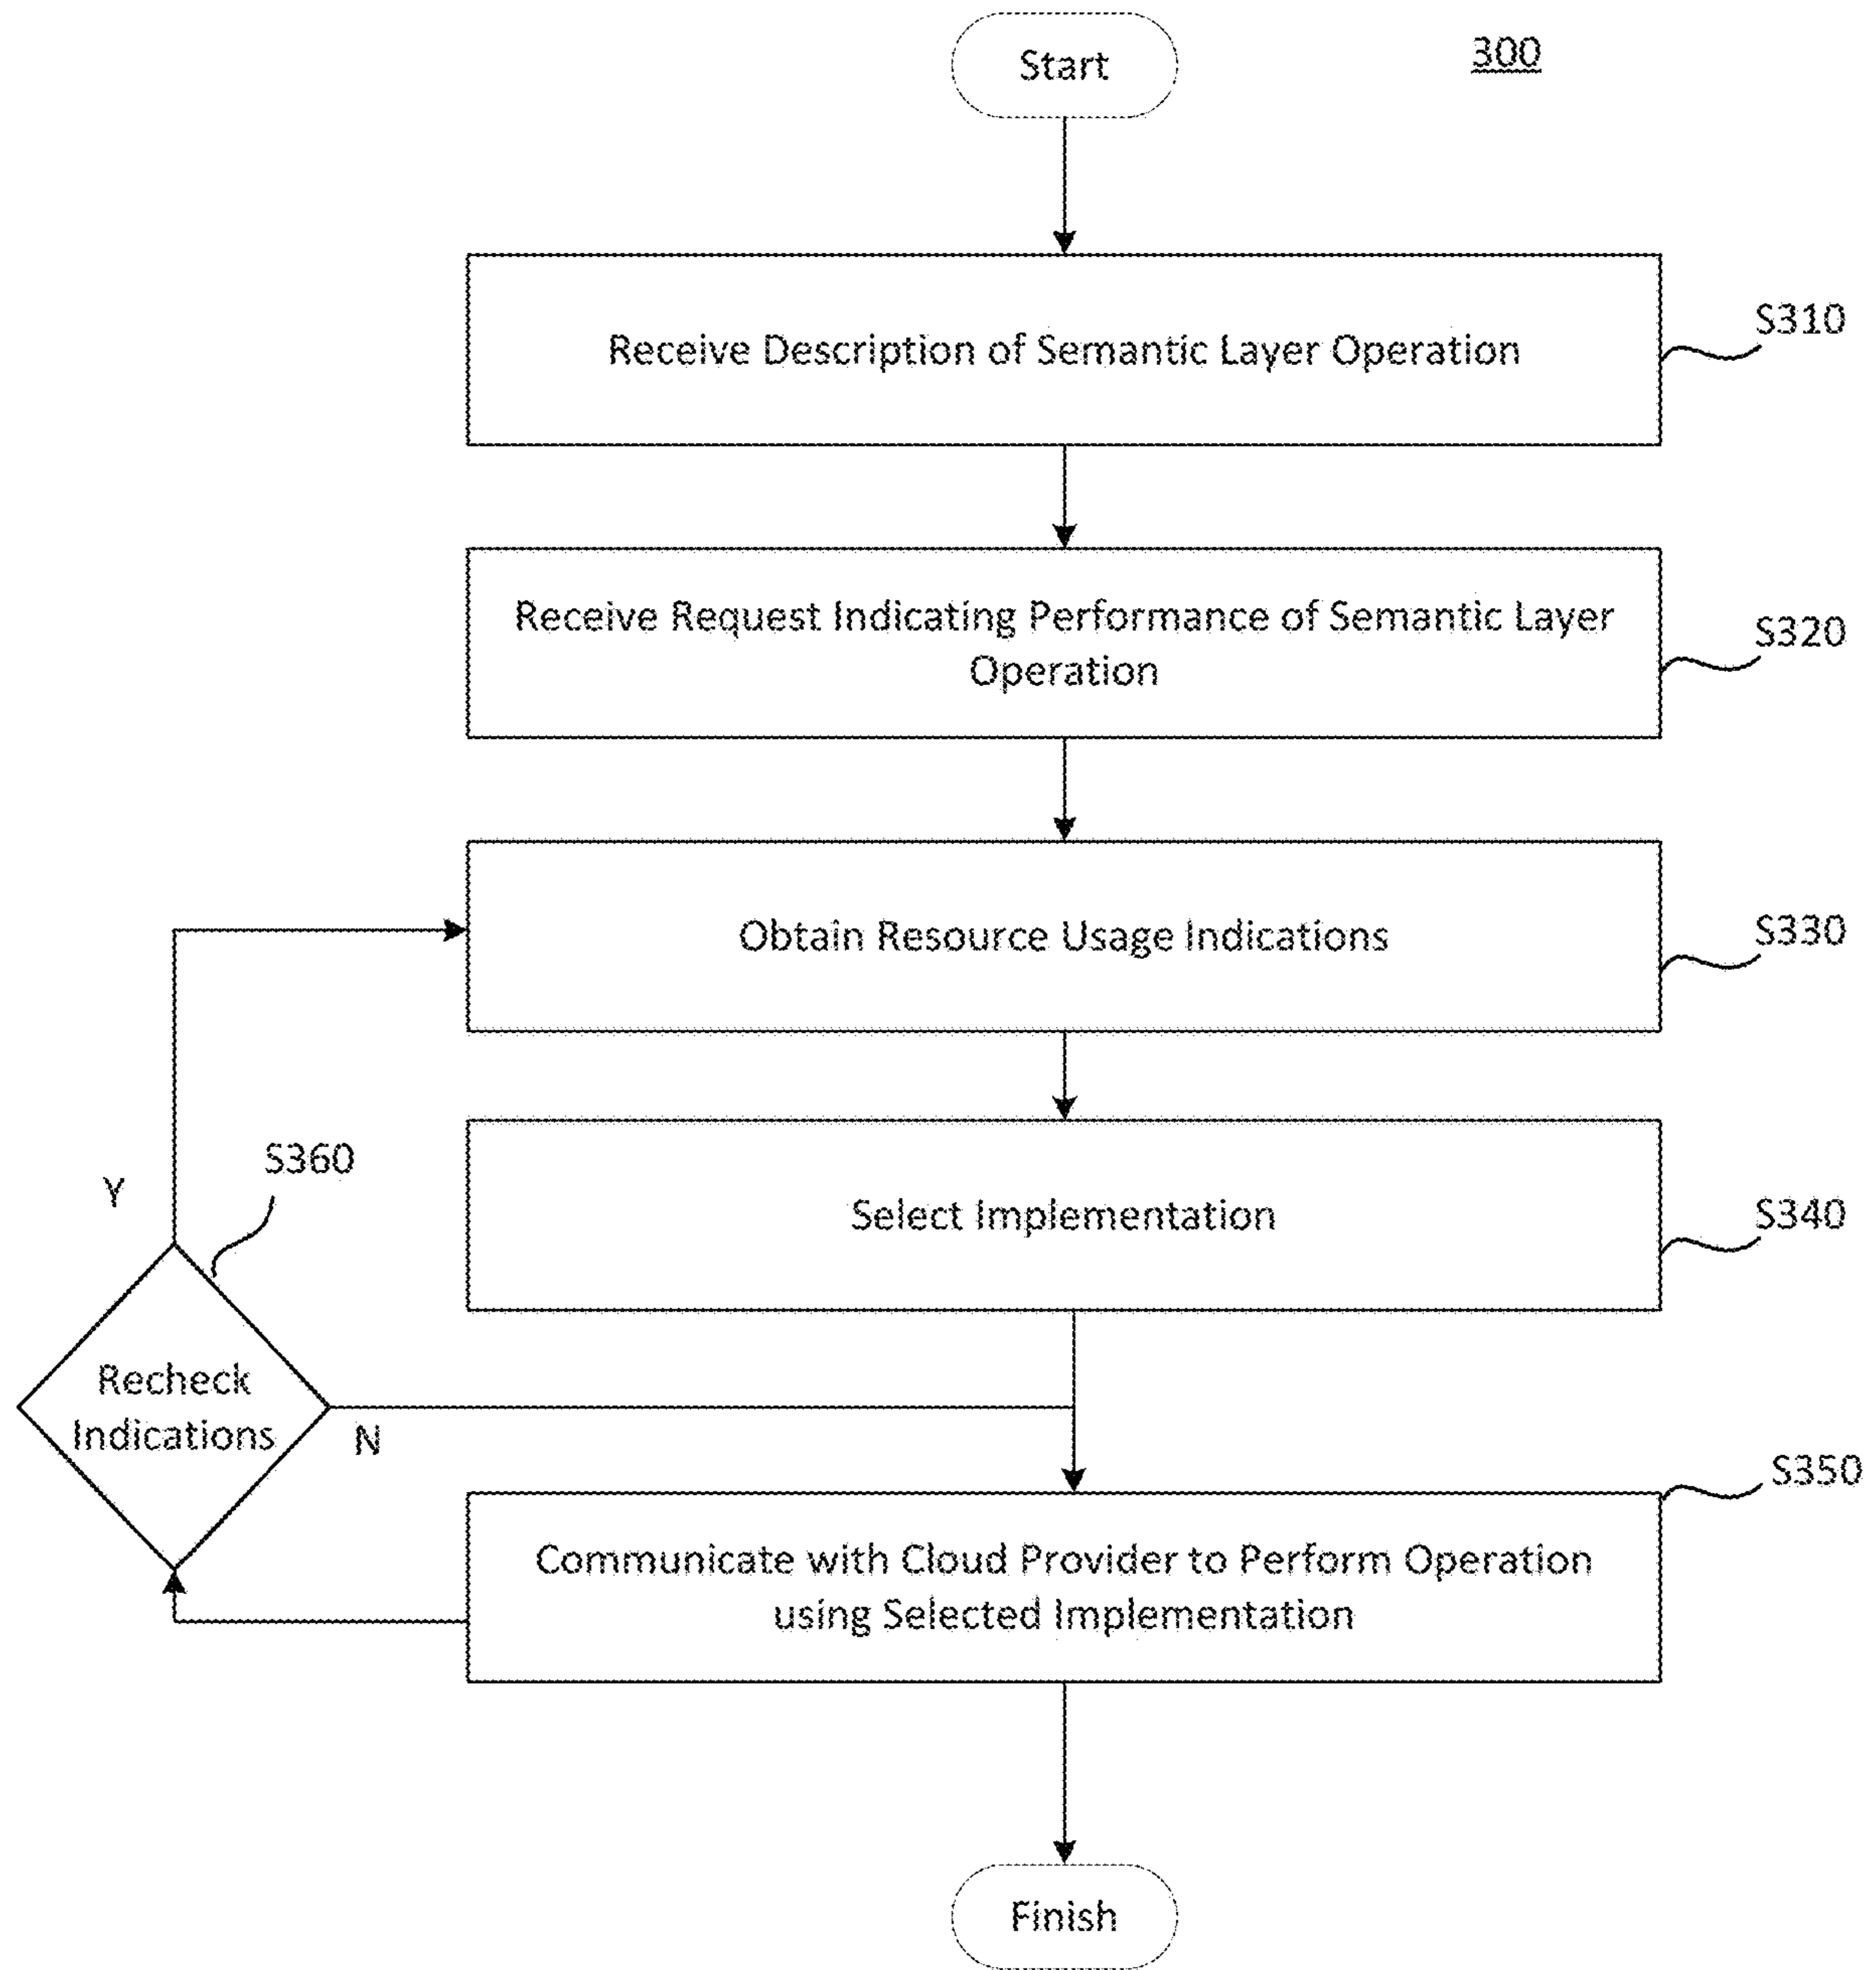 Start
300
Receive Description of Semantic Layer Operation
S310
Receive Request Indicating Performance of Semantic Layer
Operation
S320
Obtain Resource Usage Indications
S330
Select Implementation
S340
S360
Y
Recheck
Indications
N
S350
Communicate with Cloud Provider to Perform Operation
using Selected Implementation
Finish